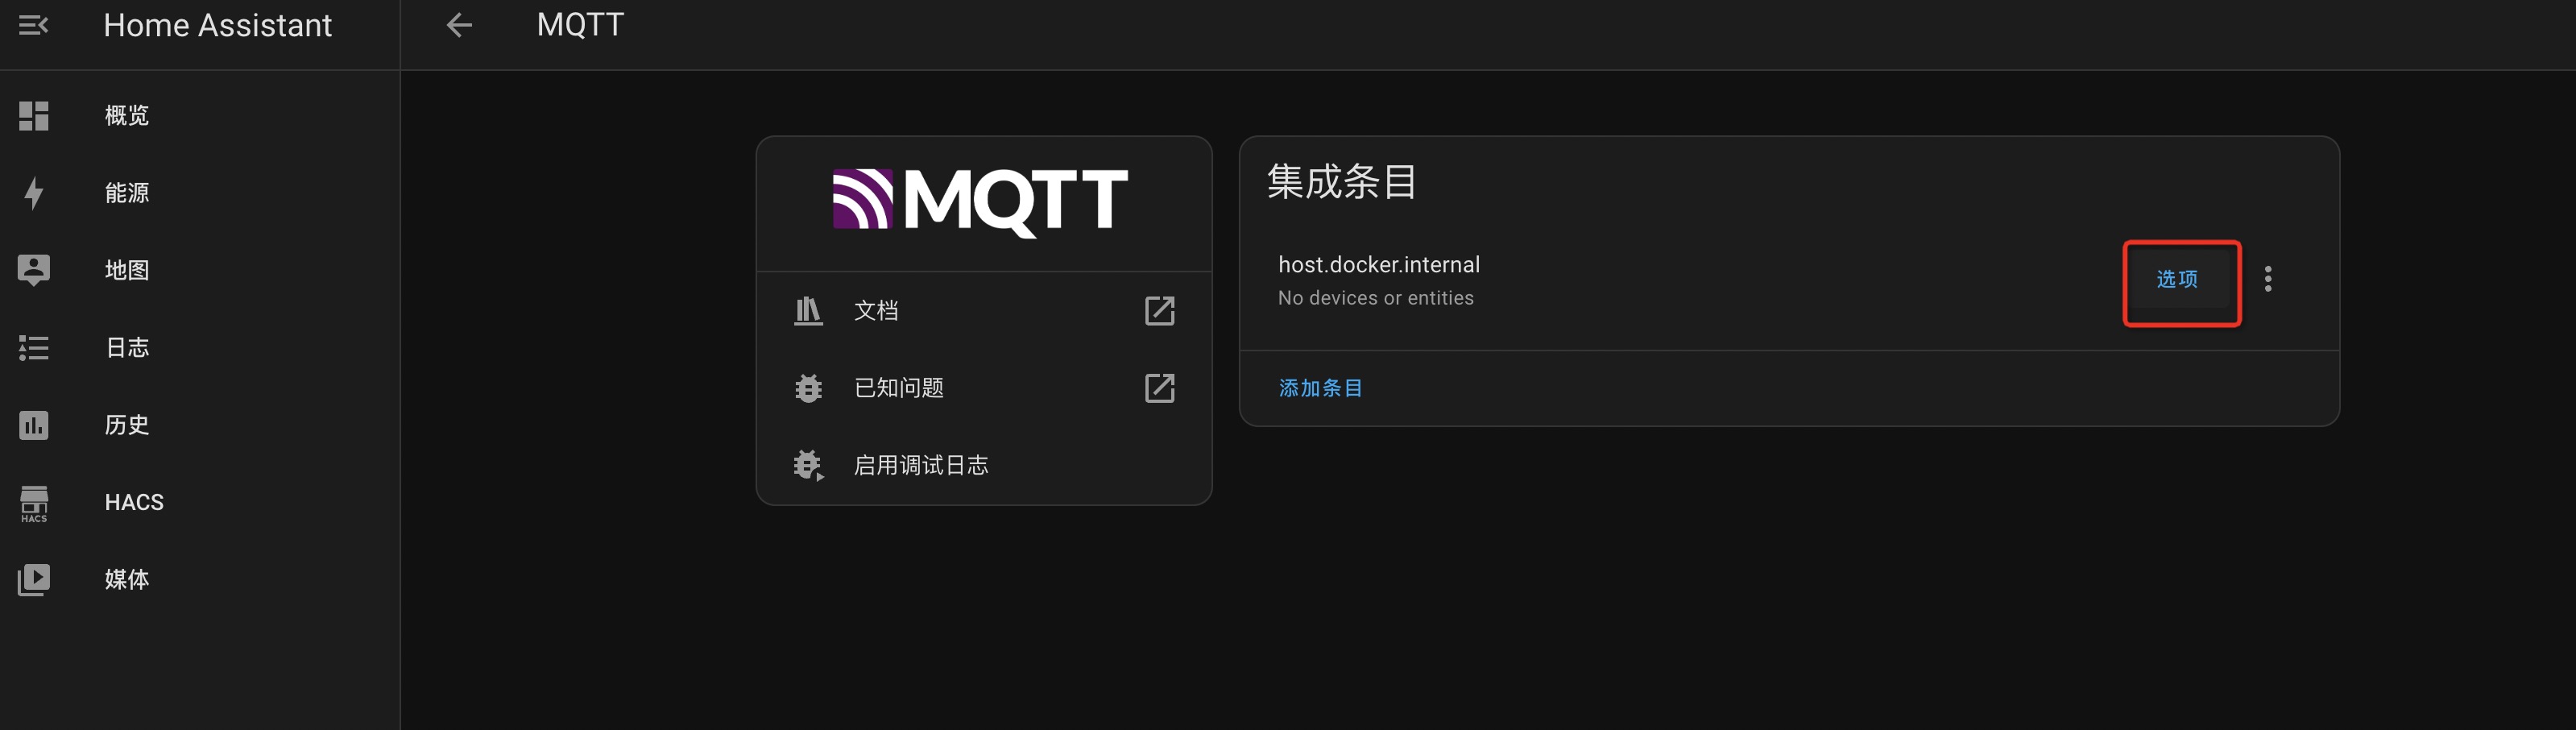 Home Assistant
MQTT
概览
能源
地图
日志
历史
HACS
HACS
媒体
MQTT
文档
已知问题
启用调试日志
集成条目
host.docker.internal
No devices or entities
选项
添加条目